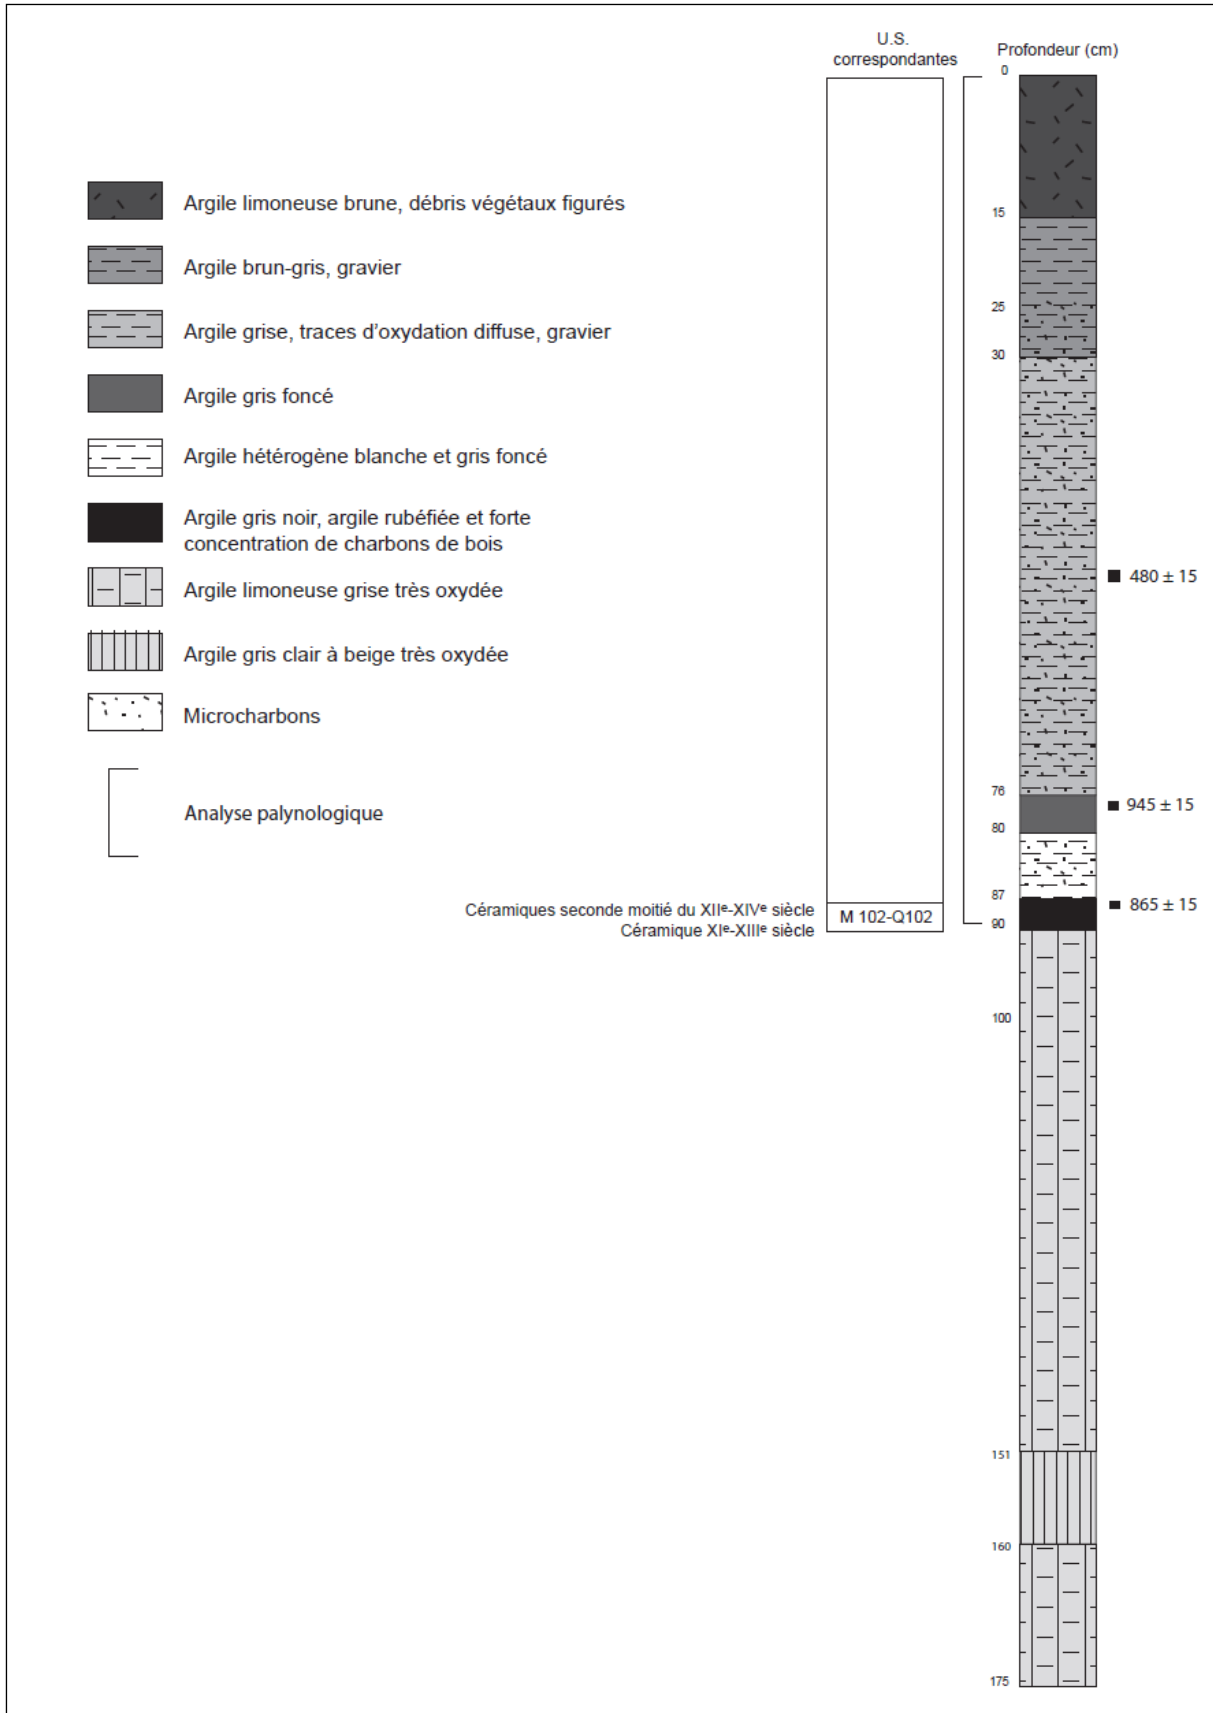 U.S.
correspondantes
Profondeur (cm)
0
Argile limoneuse brune, débris végétaux figurés
15
Argile brun-gris, gravier
25
Argile grise, traces d'oxydation diffuse, gravier
30
Argile gris foncé
Argile hétérogène blanche et gris foncé
Argile gris noir, argile rubéfiée et forte
concentration de charbons de bois
Argile limoneuse grise très oxydée
480 ± 15
Argile gris clair à beige très oxydée
Microcharbons
76
945 ± 15
Analyse palynologique
80
87
865 ± 15
Céramiques seconde moitié du XIIe-XIVe siècle
M 102-Q102
90
Céramique XIe-XIIIe siècle
100
151
160
175